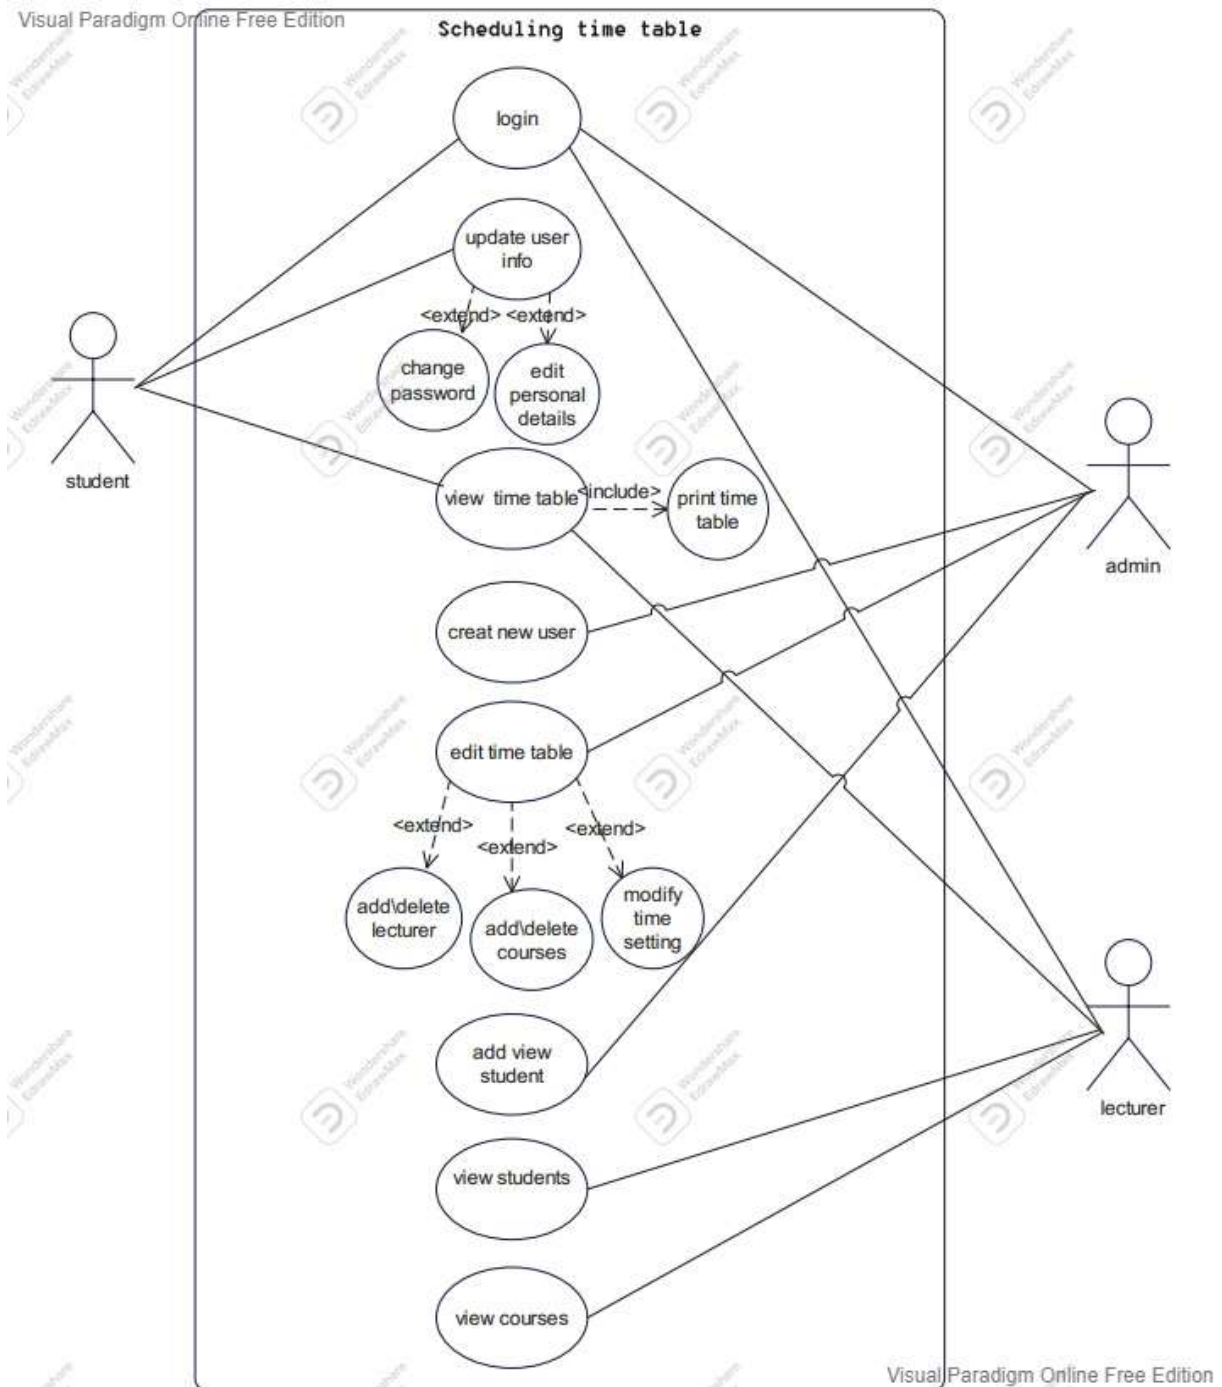 Visual Paradigm Online Free Edition
Scheduling time table
login
update user
info
<extend> <extend>
change
password
edit
personal
details
student
view time table
<include>
print time
table
admin
creat new user
edit time table
<extend>
<extend>
<extend>
add\delete
lecturer
add\delete
courses
modify
time
setting
add view
student
lecturer
view students
view courses
Visual Paradigm Online Free Edition
Wondershare
EdrawMax